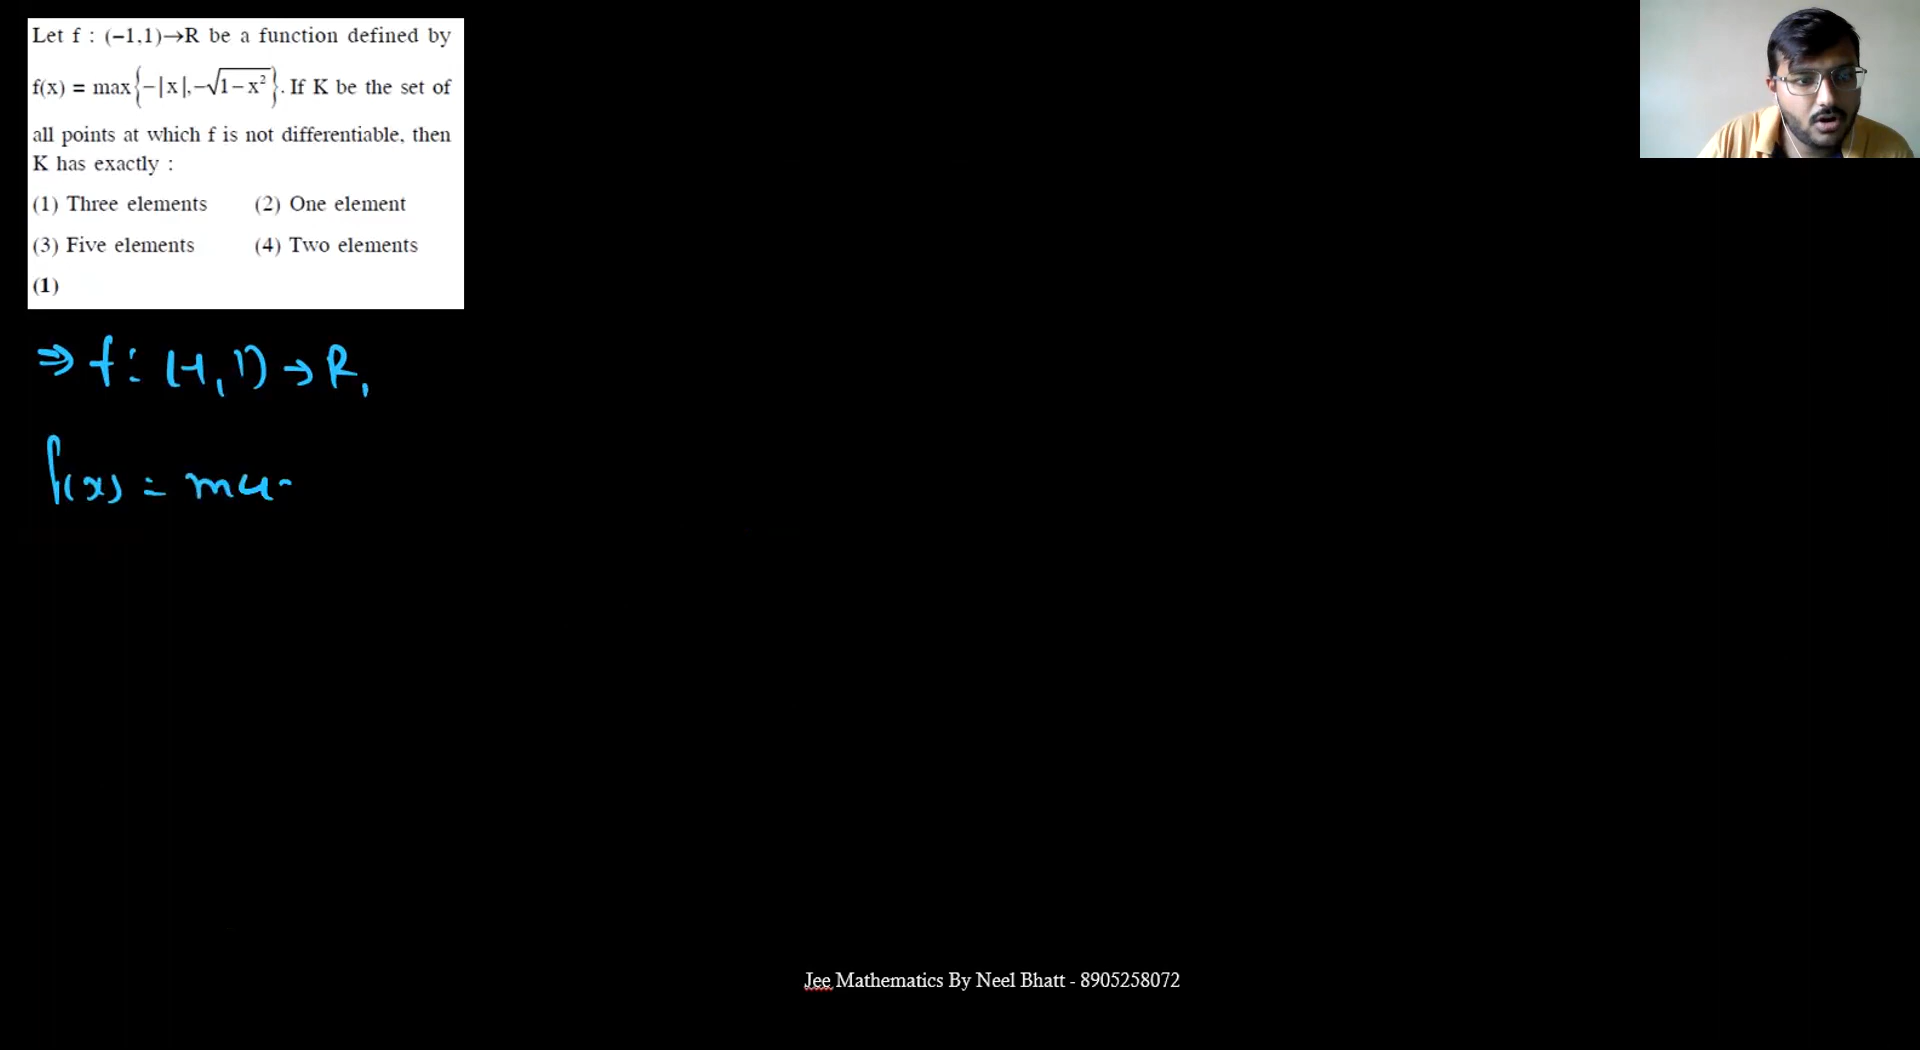 Let f : (−1,1)→R be a function defined by
f(x) = max{−|x|,−√1−x²}. If K be the set of
all points at which f is not differentiable, then
K has exactly :
(1) Three elements (2) One element
(3) Five elements (4) Two elements
(1)
⇒ f : (-1, 1) → R,
f(x) =
Jee Mathematics By Neel Bhatt - 8905258072